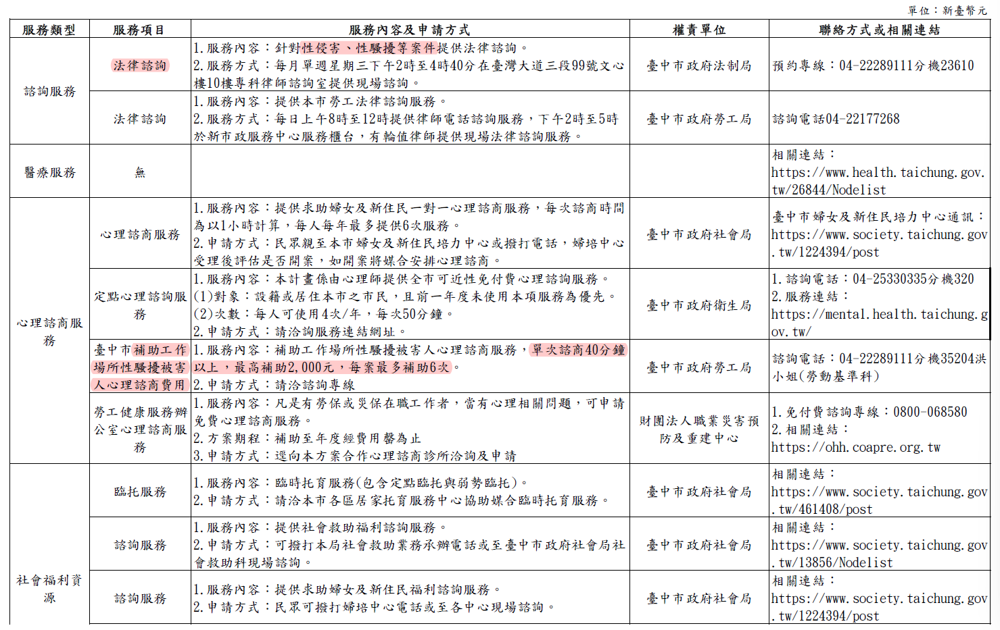 單位：新臺幣元
服務類型 服務項目 服務內容及申請方式 權責單位 聯絡方式或相關連結
諮詢服務
法律諮詢
1.服務內容：針對性侵害、性騷擾等案件提供法律諮詢。
2.服務方式：每月單週星期三下午2時至4時40分在臺灣大道三段99號文心
樓10樓專科律師諮詢室提供現場諮詢。
臺中市政府法制局
預約專線：04-22289111分機23610
法律諮詢
1.服務內容：提供本市勞工法律諮詢服務。
2.服務方式：每日上午8時至12時提供律師電話諮詢服務，下午2時至5時
於新市政服務中心服務櫃台，有輪值律師提供現場法律諮詢服務。
臺中市政府勞工局
諮詢電話04-22177268
醫療服務
無
相關連結：
https://www.health.taichung.gov.
tw/26844/Nodelist
心理諮商服
務
心理諮商服務
1.服務內容：提供求助婦女及新住民一對一心理諮商服務，每次諮商時間
為以1小時計算，每人每年最多提供6次服務。
2.申請方式：民眾親至本市婦女及新住民培力中心或撥打電話，婦培中心
受理後評估是否開案，如開案將媒合安排心理諮商。
臺中市政府社會局
臺中市婦女及新住民培力中心通訊：
https://www.society.taichung.gov
.tw/1224394/post
定點心理諮詢服
務
1.服務內容：本計畫係由心理師提供全市可近性免付費心理諮詢服務。
(1)對象：設籍或居住本市之市民，且前一年度未使用本項服務為優先。
(2)次數：每人可使用4次/年，每次50分鐘。
2.申請方式：請洽詢服務連結網址。
臺中市政府衛生局
1.諮詢電話：04-25330335分機320
2.服務連結：
https://mental.health.taichung.g
ov.tw/
臺中市補助工作
場所性騷擾被害
人心理諮商費用
1.服務內容：補助工作場所性騷擾被害人心理諮商服務，單次諮商40分鐘
以上，最高補助2,000元，每案最多補助6次。
2.申請方式：請洽諮詢專線
臺中市政府勞工局
諮詢電話：04-22289111分機35204洪
小姐(勞動基準科)
勞工健康服務辦
公室心理諮商服
務
1.服務內容：凡是有勞保或災保在職工作者，當有心理相關問題，可申請
免費心理諮商服務。
2.方案期程：補助至年度經費用罄為止
3.申請方式：逕向本方案合作心理諮商診所洽詢及申請
財團法人職業災害預
防及重建中心
1.免付費諮詢專線：0800-068580
2.相關連結：
https://ohh.coapre.org.tw
社會福利資
源
臨托服務
1.服務內容：臨時托育服務(包含定點臨托與弱勢臨托)。
2.申請方式：請洽本市各區居家托育服務中心協助媒合臨時托育服務。
臺中市政府社會局
相關連結：
https://www.society.taichung.gov
.tw/461408/post
諮詢服務
1.服務內容：提供社會救助福利諮詢服務。
2.申請方式：可撥打本局社會救助業務承辦電話或至臺中市政府社會局社
會救助科現場諮詢。
臺中市政府社會局
相關連結：
https://www.society.taichung.gov
.tw/13856/Nodelist
諮詢服務
1.服務內容：提供求助婦女及新住民福利諮詢服務。
2.申請方式：民眾可撥打婦培中心電話或至各中心現場諮詢。
臺中市政府社會局
相關連結：
https://www.society.taichung.gov
.tw/1224394/post